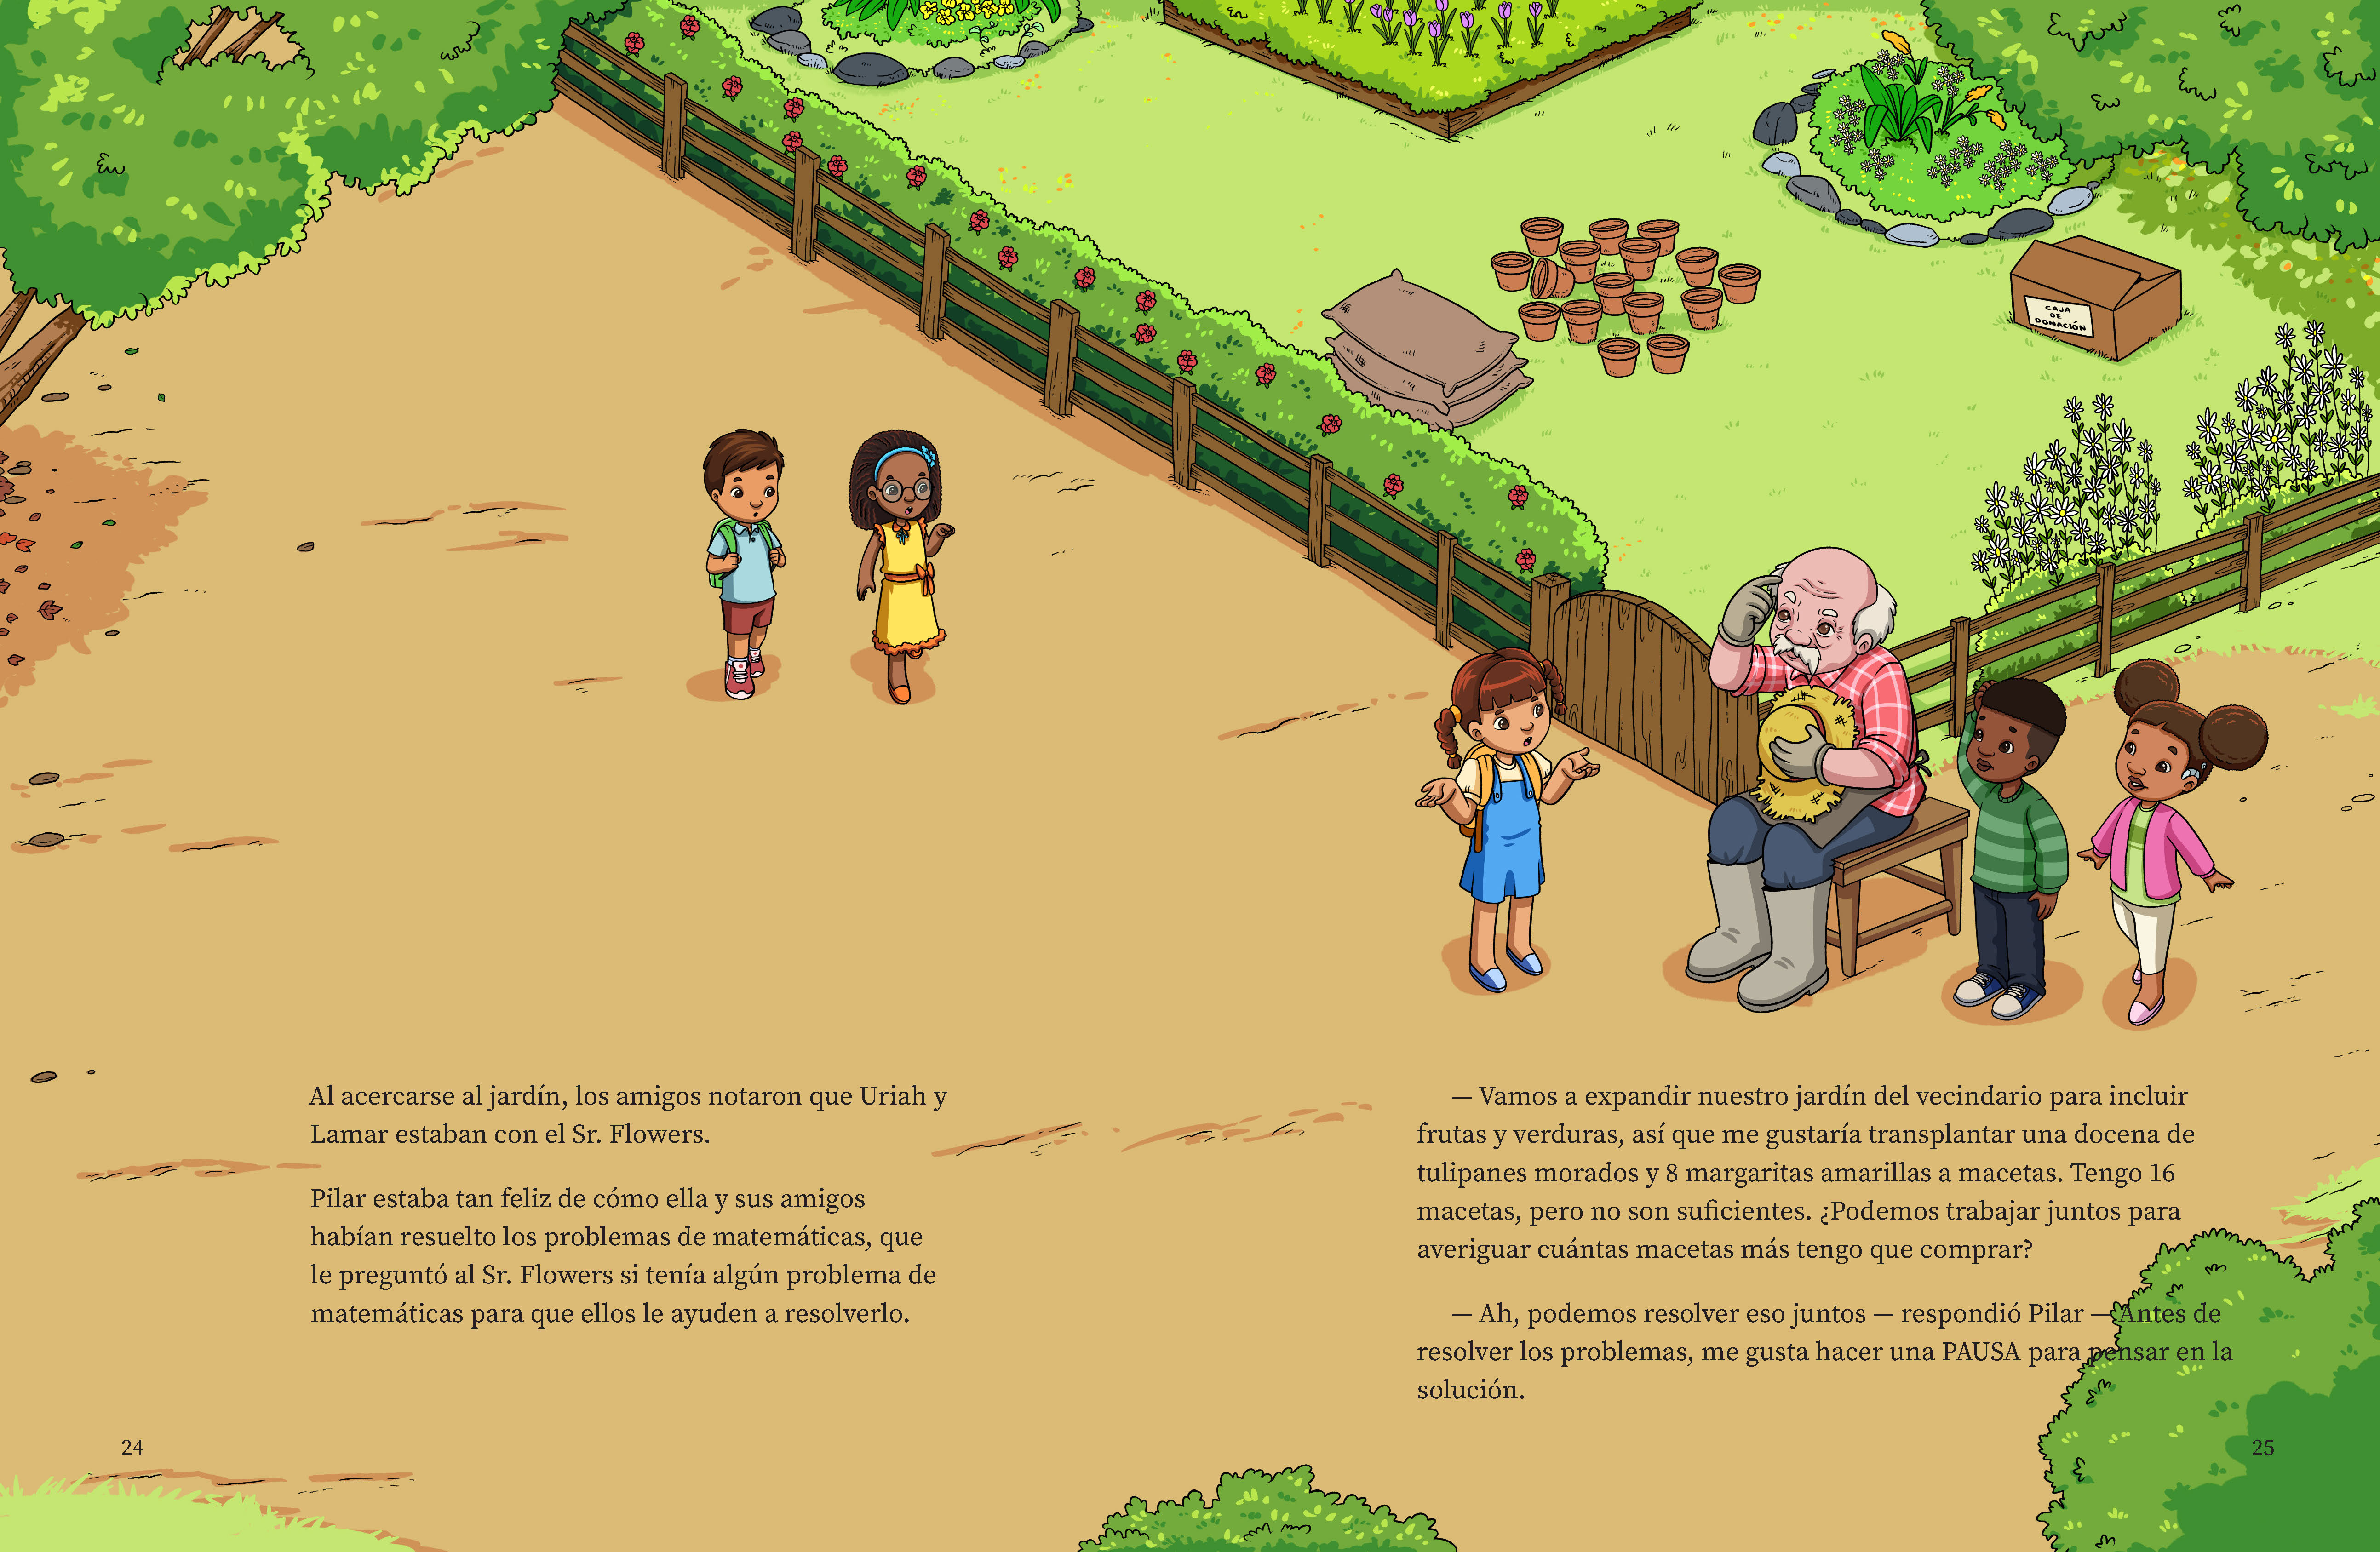 CAJA
DE
DONACIÓN
Al acercarse al jardín, los amigos notaron que Uriah y
Lamar estaban con el Sr. Flowers.
Pilar estaba tan feliz de cómo ella y sus amigos
habían resuelto los problemas de matemáticas, que
le preguntó al Sr. Flowers si tenía algún problema de
matemáticas para que ellos le ayuden a resolverlo.
24
— Vamos a expandir nuestro jardín del vecindario para incluir
frutas y verduras, así que me gustaría transplantar una docena de
tulipanes morados y 8 margaritas amarillas a macetas. Tengo 16
macetas, pero no son suficientes. ¿Podemos trabajar juntos para
averiguar cuántas macetas más tengo que comprar?
— Ah, podemos resolver eso juntos — respondió Pilar — Antes de
resolver los problemas, me gusta hacer una PAUSA para pensar en la
solución.
25